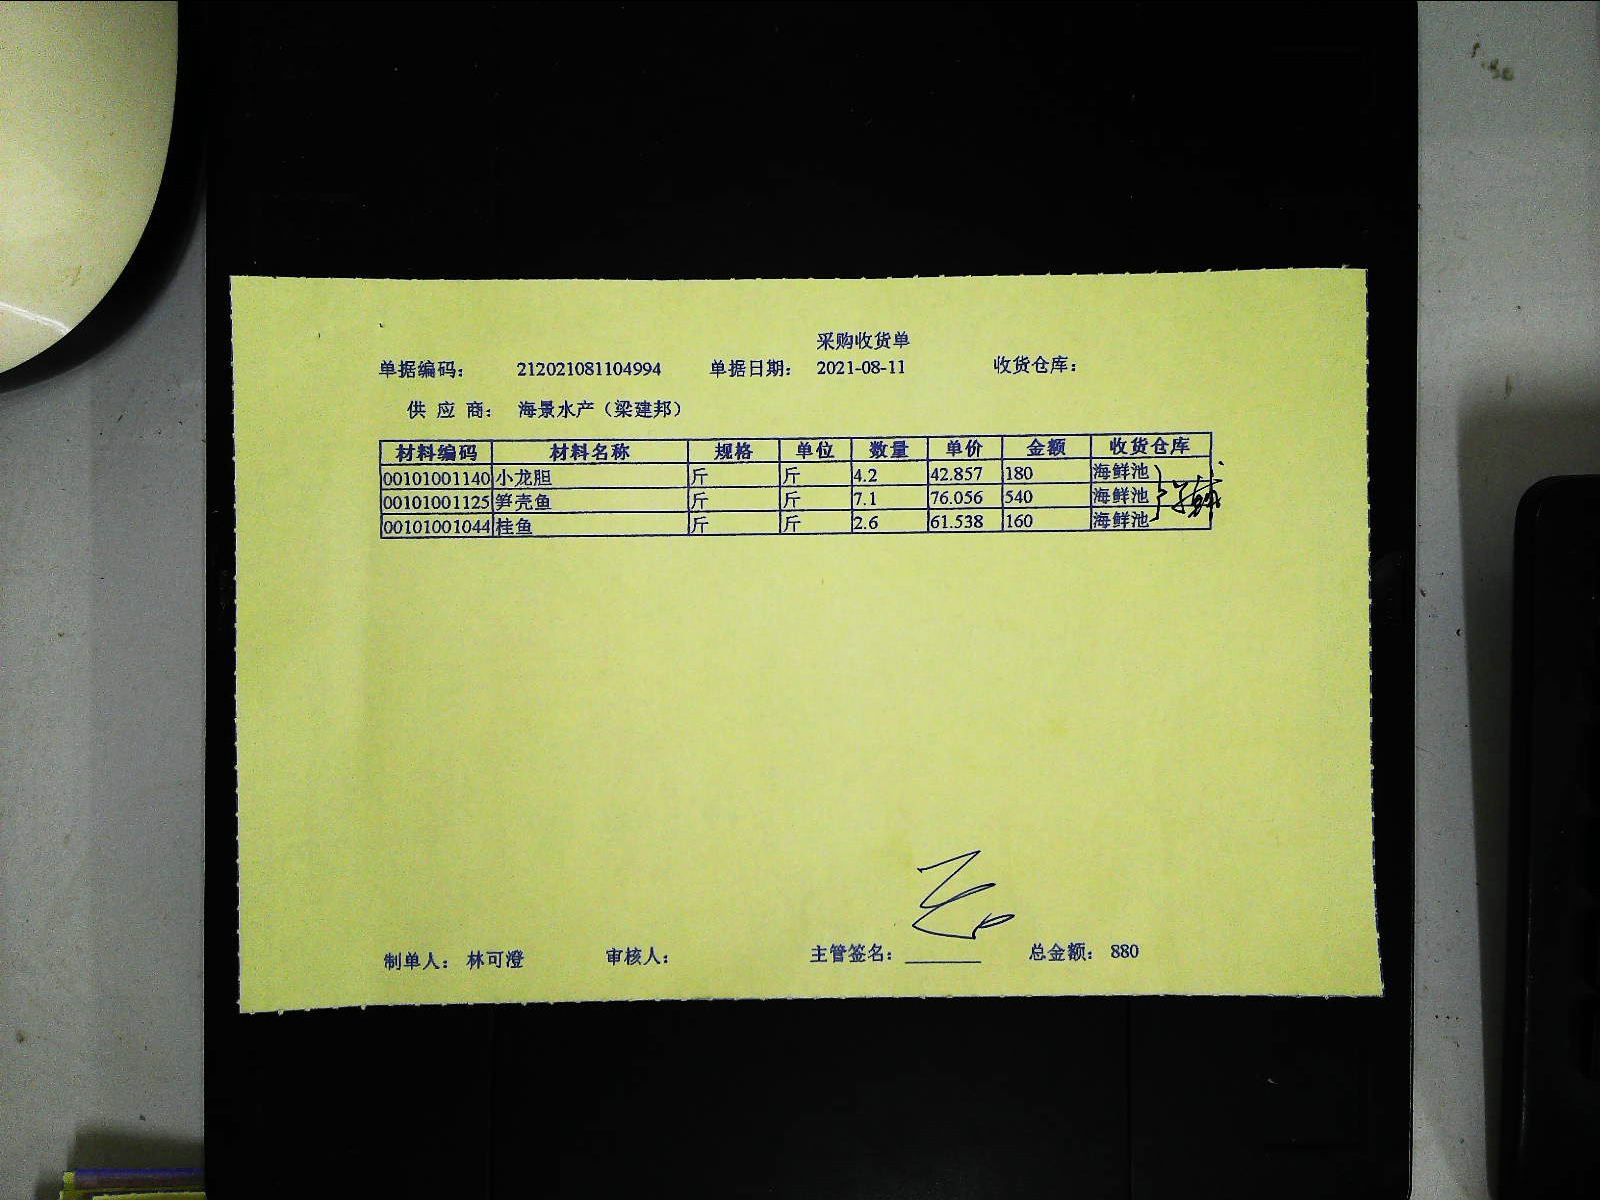 采购收货单
单据编码: 212021081104994 单据日期: 2021-08-11 收货仓库:
供 应 商: 海景水产（梁建邦）
材料编码 材料名称 规格 单位 数量 单价 金额 收货仓库
00101001140 小龙胆 斤 斤 4.2 42.857 180 海鲜池
00101001125 笋壳鱼 斤 斤 7.1 76.056 540 海鲜池
00101001044 桂鱼 斤 斤 2.6 61.538 160 海鲜池
制单人: 林可澄 审核人: 主管签名: 总金额: 880